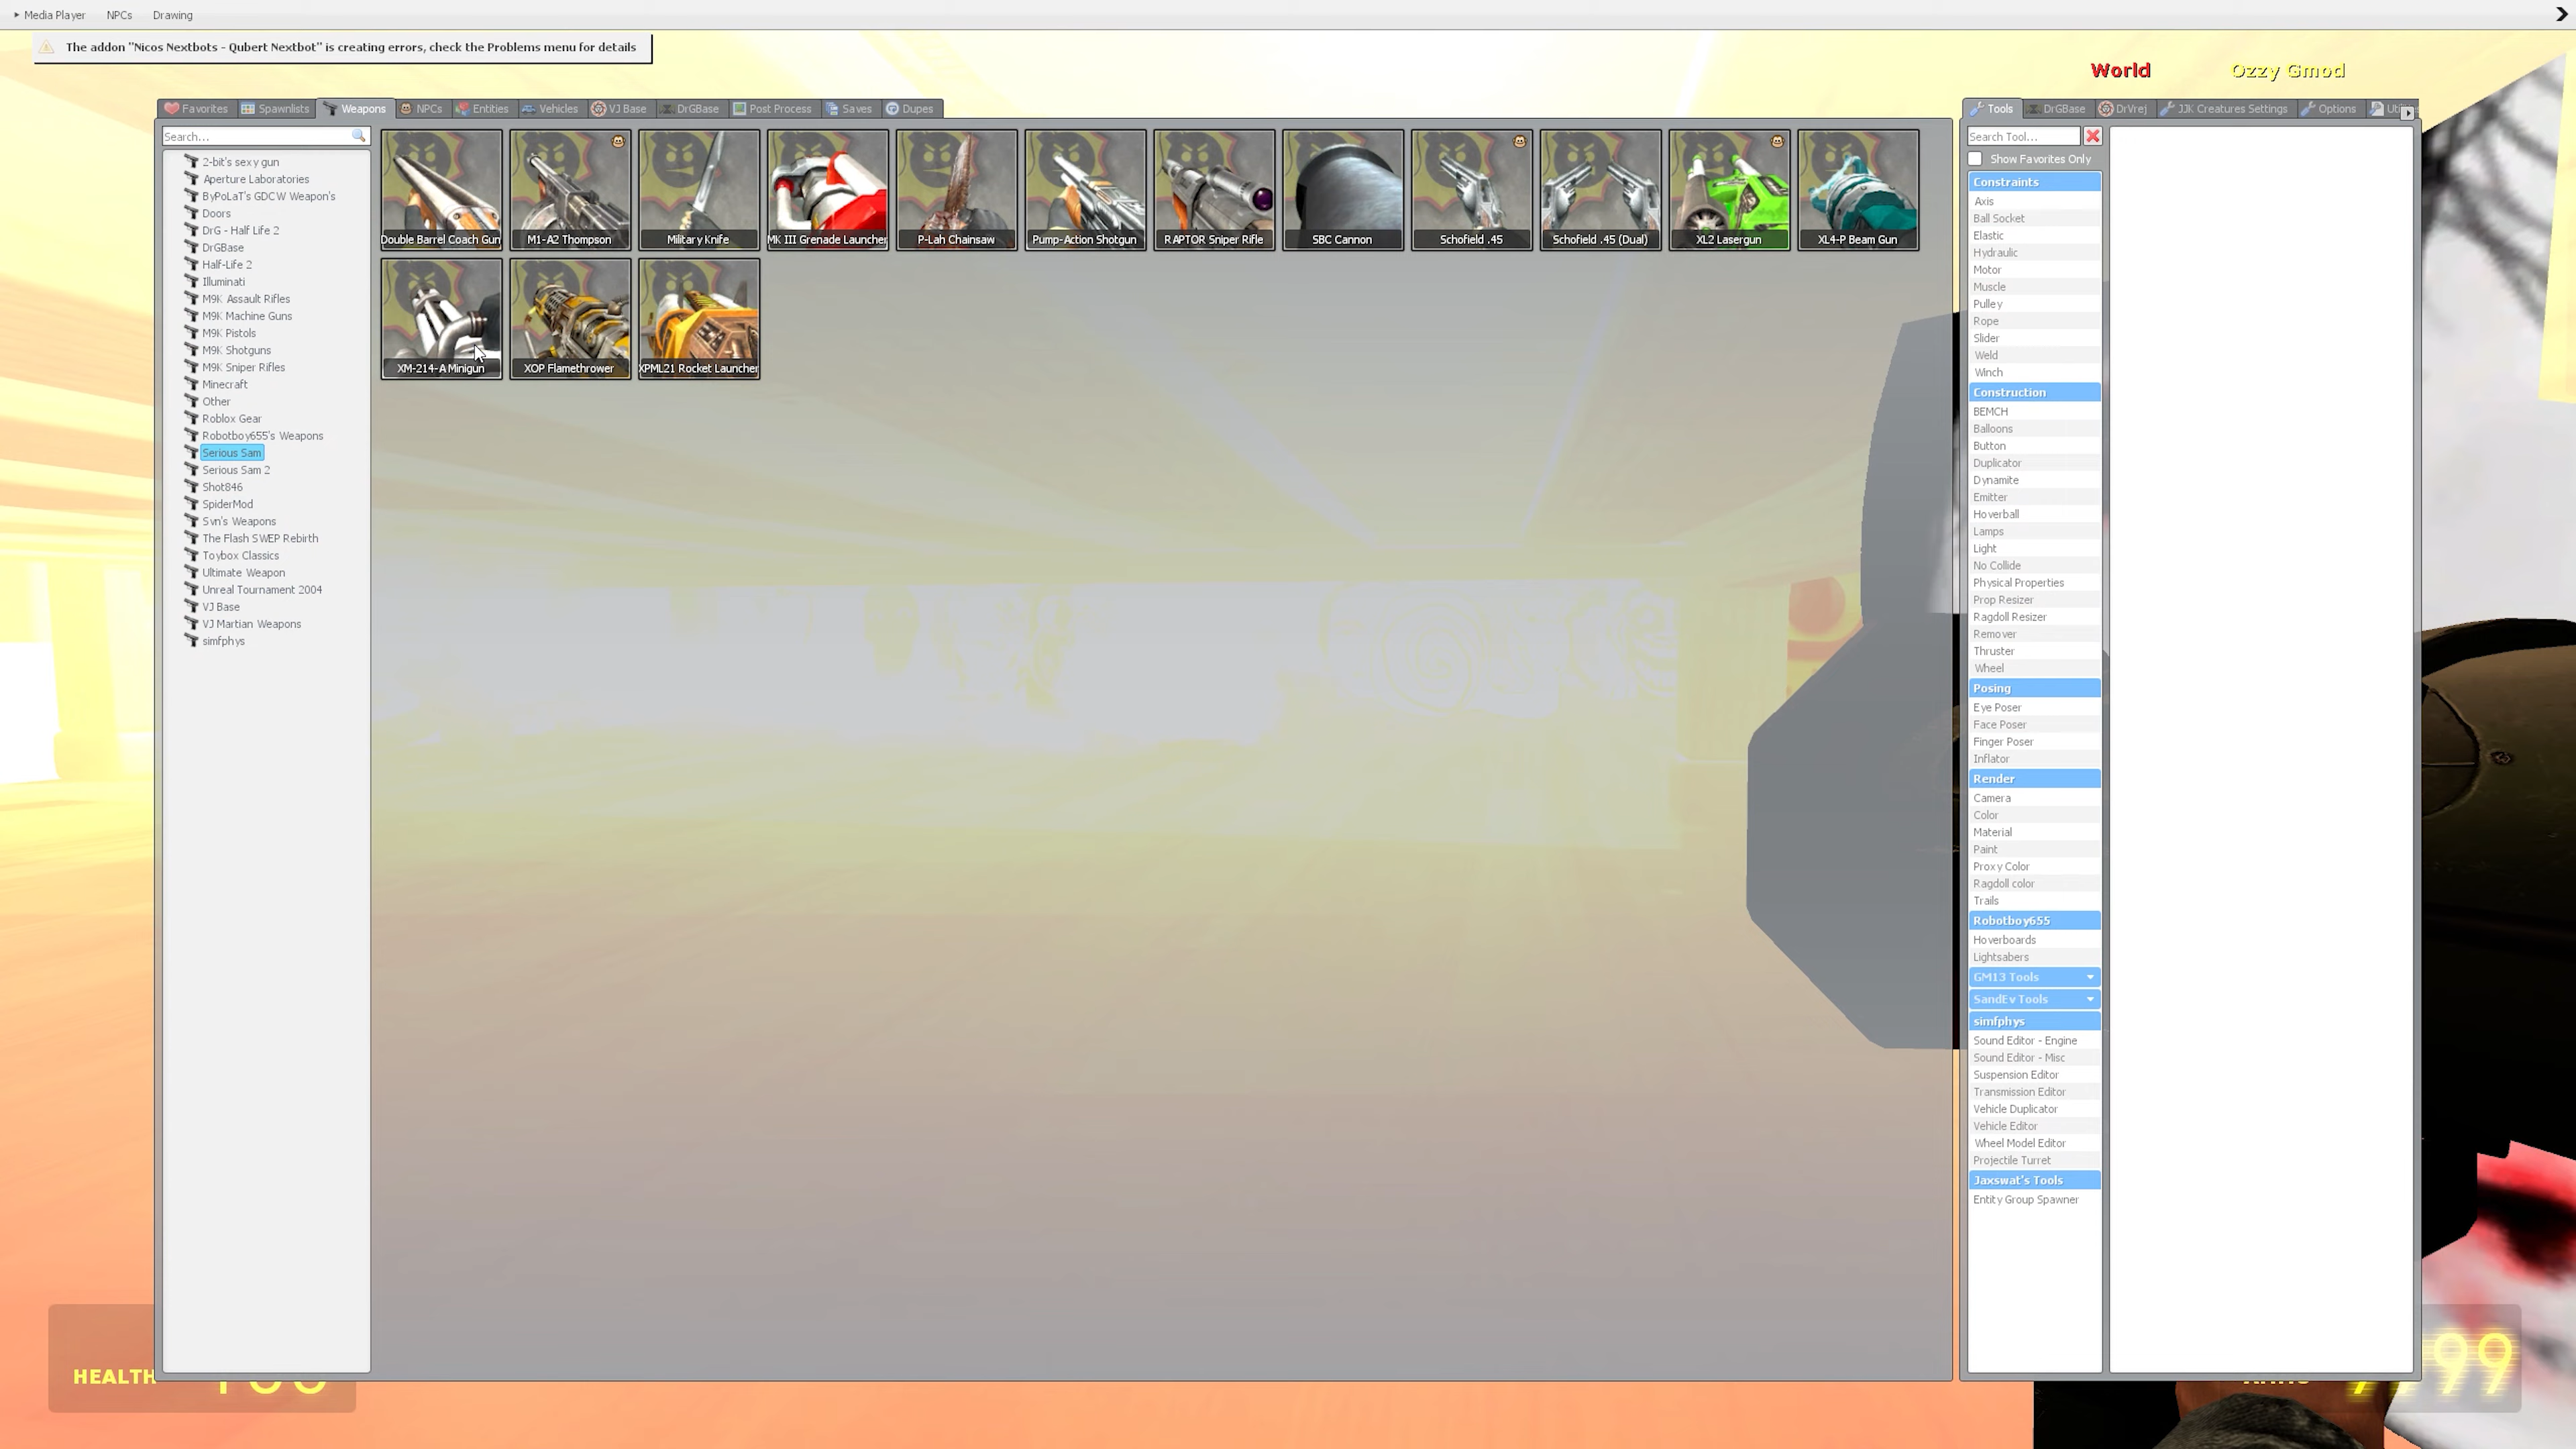 Media Player NPCs Drawing
The addon "Nicos Nextbots - Qubert Nextbot" is creating errors, check the Problems menu for details
World Ozzy Gmod
Favorites Spawnlists Weapons NPCs Entities Vehicles VJ Base DrGBase Post Process Saves Dupes
Search...
2-bit's sexy gun
Aperture Laboratories
ByPoLaT's GDCW Weapon's
Doors
DrG - Half Life 2
DrGBase
Half-Life 2
Illuminati
M9K Assault Rifles
M9K Machine Guns
M9K Pistols
M9K Shotguns
M9K Sniper Rifles
Minecraft
Other
Roblox Gear
Robotboy655's Weapons
Serious Sam
Serious Sam 2
Shot846
SpiderMod
Svn's Weapons
The Flash SWEP Rebirth
Toybox Classics
Ultimate Weapon
Unreal Tournament 2004
VJ Base
VJ Martian Weapons
simfphys
Double Barrel Coach Gun M1-A2 Thompson Military Knife MK III Grenade Launcher P-Lah Chainsaw Pump-Action Shotgun RAPTOR Sniper Rifle SBC Cannon Schofield .45 Schofield .45 (Dual) XL2 Lasergun XL4-P Beam Gun
XM-214-A Minigun XOP Flamethrower XPML21 Rocket Launcher
Tools DrGBase DrVrej JJK Creatures Settings Options
Search Tool...
Show Favorites Only
Constraints
Axis
Ball Socket
Elastic
Hydraulic
Motor
Muscle
Pulley
Rope
Slider
Weld
Winch
Construction
BEMCH
Balloons
Button
Duplicator
Dynamite
Emitter
Hoverball
Lamps
Light
No Collide
Physical Properties
Prop Resizer
Ragdoll Resizer
Remover
Thruster
Wheel
Posing
Eye Poser
Face Poser
Finger Poser
Inflator
Render
Camera
Color
Material
Paint
Proxy Color
Ragdoll color
Trails
Robotboy655
Hoverboards
Lightsabers
GM13 Tools
SandEv Tools
simfphys
Sound Editor - Engine
Sound Editor - Misc
Suspension Editor
Transmission Editor
Vehicle Duplicator
Vehicle Editor
Wheel Model Editor
Projectile Turret
Jaxswat's Tools
Entity Group Spawner
HEALTH 100
99